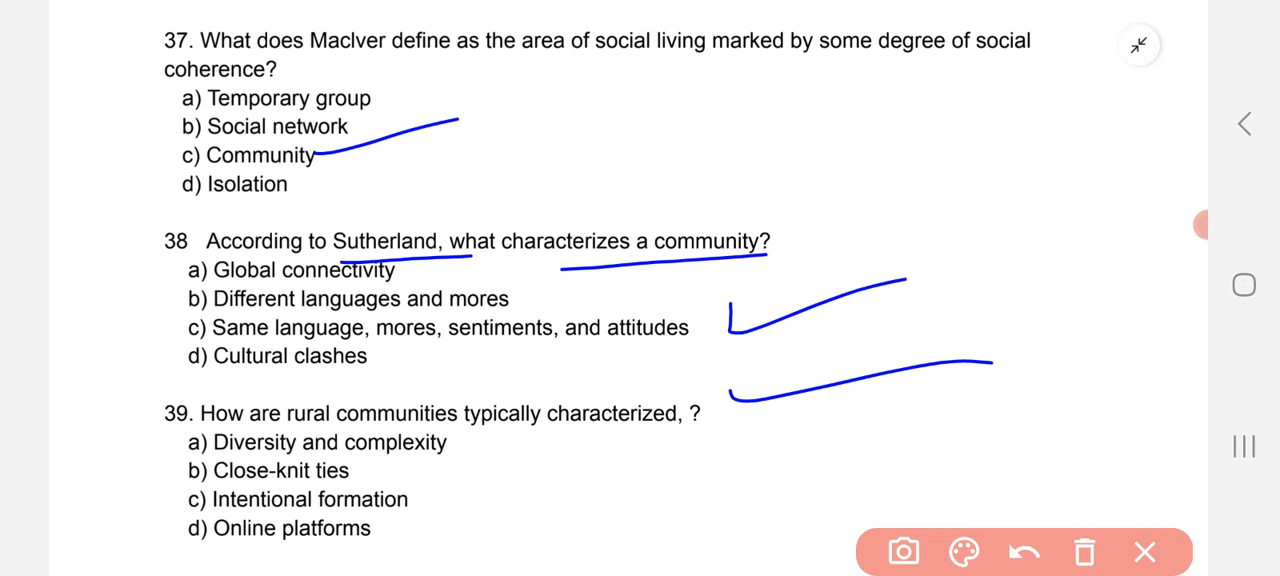 37. What does MacIver define as the area of social living marked by some degree of social
coherence?
a) Temporary group
b) Social network
c) Community
d) Isolation
38 According to Sutherland, what characterizes a community?
a) Global connectivity
b) Different languages and mores
c) Same language, mores, sentiments, and attitudes
d) Cultural clashes
39. How are rural communities typically characterized, ?
a) Diversity and complexity
b) Close-knit ties
c) Intentional formation
d) Online platforms